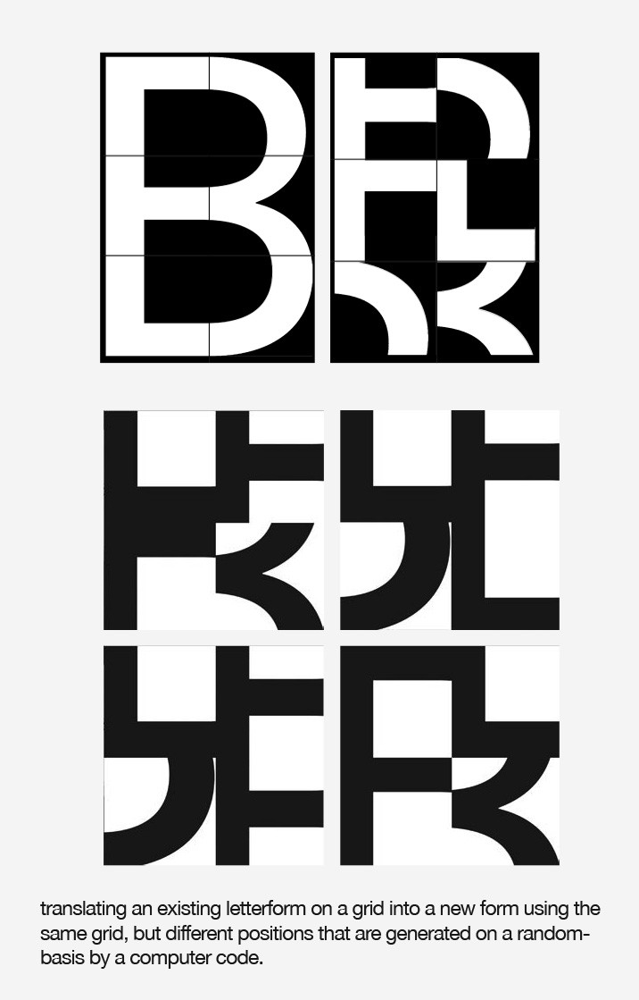 B
translating an existing letterform on a grid into a new form using the
same grid, but different positions that are generated on a random-
basis by a computer code.